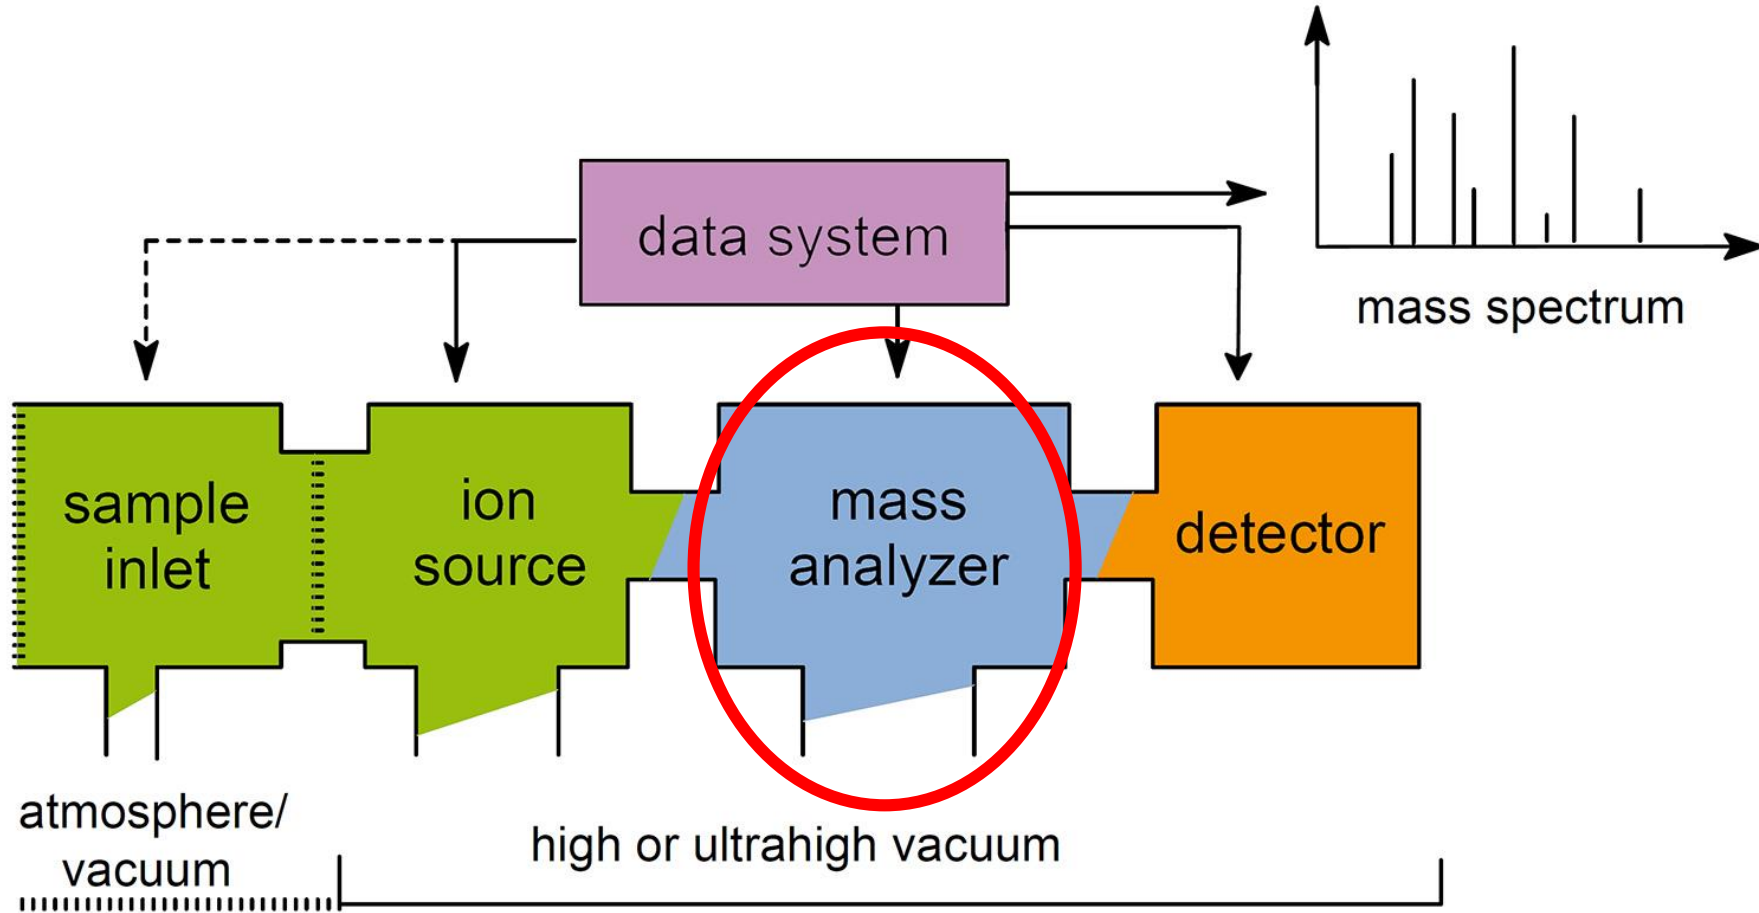 data system
mass spectrum
sample
inlet
ion
source
mass
analyzer
detector
atmosphere/
vacuum
high or ultrahigh vacuum